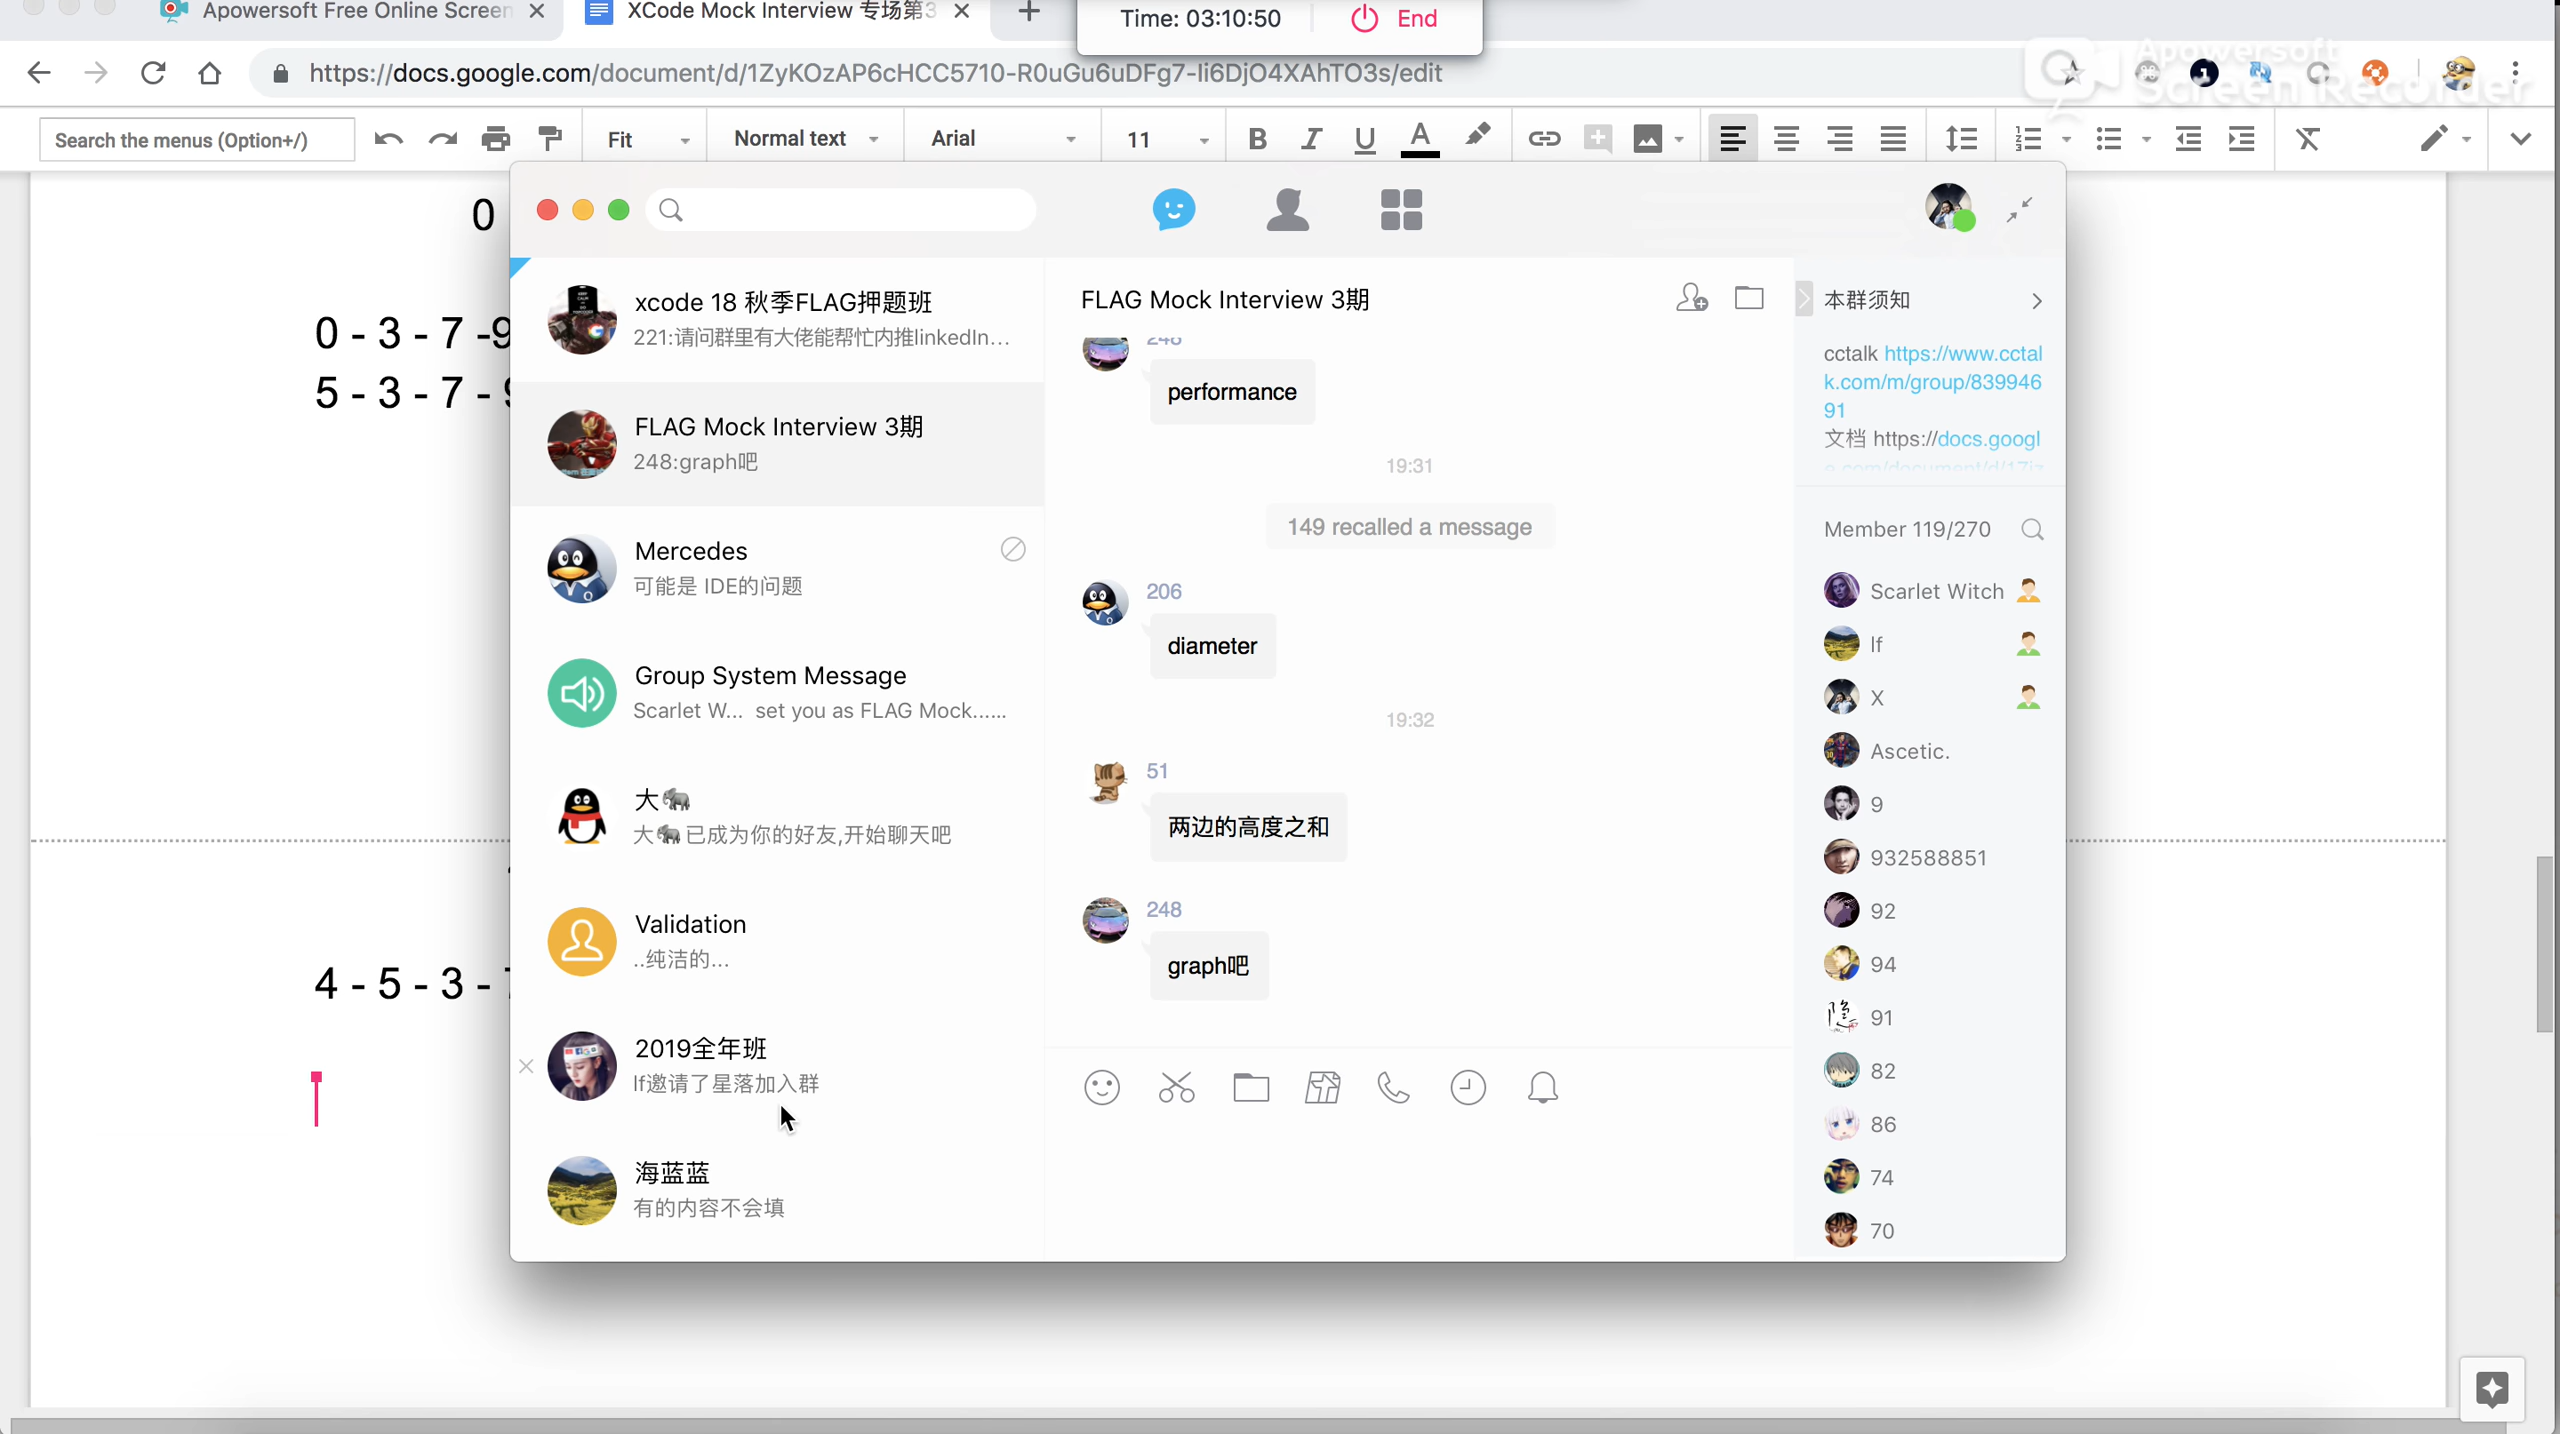 Apowersoft Free Online Screen
XCode Mock Interview 专场第3
Time: 03:10:50
End
https://docs.google.com/document/d/1ZyKOzAP6cHCC5710-R0uGu6uDFg7-Ii6DjO4XAhTO3s/edit
Apowersoft
Screen Recorder
Search the menus (Option+/)
Fit
Normal text
Arial
11
0
0 - 3 - 7 -9
5 - 3 - 7 -
4 - 5 - 3 -
xcode 18 秋季FLAG押题班
221:请问群里有大佬能帮忙内推linkedIn...
FLAG Mock Interview 3期
248:graph吧
Mercedes
可能是 IDE的问题
Group System Message
Scarlet W... set you as FLAG Mock......
大🐘
大🐘已成为你的好友,开始聊天吧
Validation
..纯洁的...
2019全年班
lf邀请了星落加入群
海蓝蓝
有的内容不会填
FLAG Mock Interview 3期
248
performance
19:31
149 recalled a message
206
diameter
19:32
51
两边的高度之和
248
graph吧
本群须知
cctalk https://www.cctal
k.com/m/group/839946
91
文档 https://docs.googl
Member 119/270
Scarlet Witch
lf
X
Ascetic.
9
932588851
92
94
91
82
86
74
70